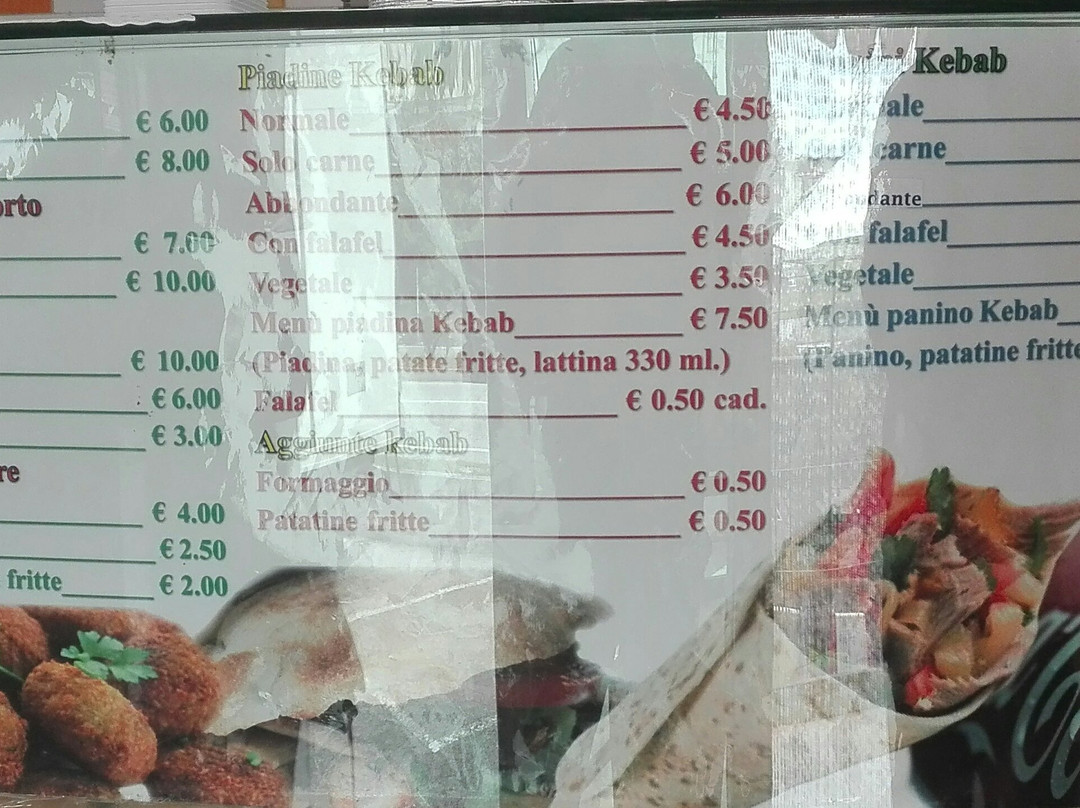 € 6.00
€ 8.00
orto
€ 7.00
€ 10.00
€ 10.00
€ 6.00
€ 3.00
re
€ 4.00
€ 2.50
fritte € 2.00
Piadine Kebab
Normale € 4.50
Solo carne € 5.00
Abbondante € 6.00
Con falafel € 4.50
Vegetale € 3.50
Menù piadina Kebab € 7.50
(Piadina, patate fritte, lattina 330 ml.)
Falafel € 0.50 cad.
Aggiunte kebab
Formaggio € 0.50
Patatine fritte € 0.50
Kebab
ale
carne
ondante
falafel
Vegetale
Menù panino Kebab
(Panino, patatine fritte